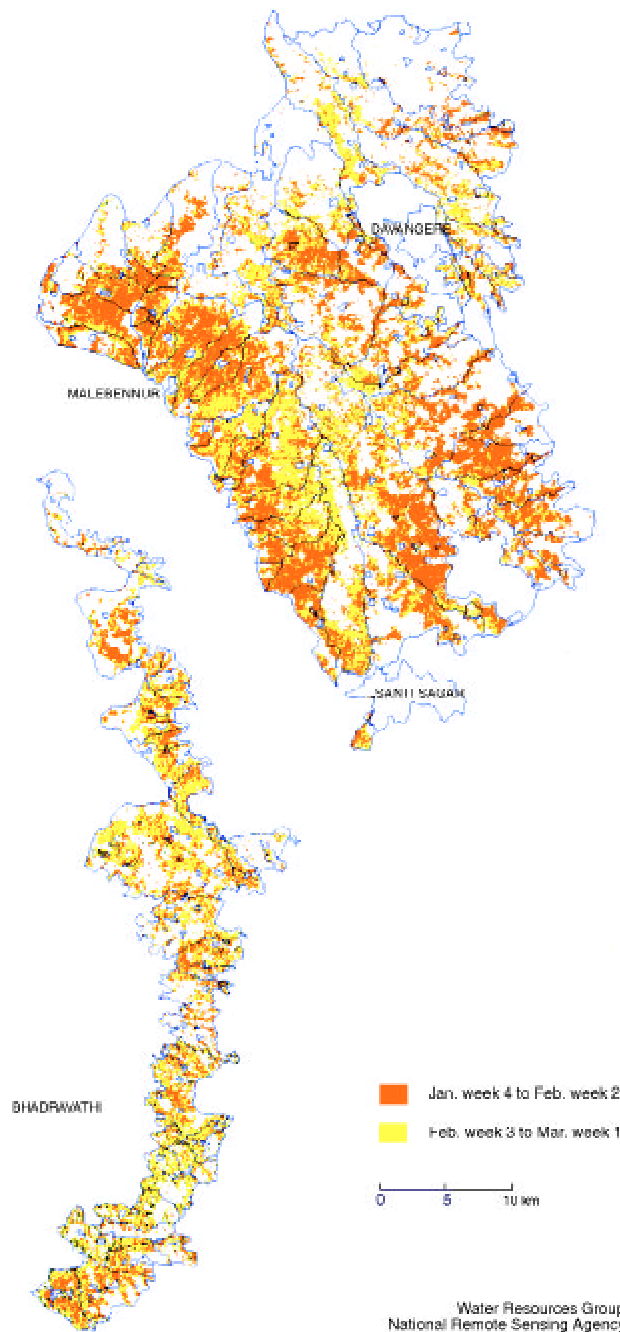 DAVANGERE
MALEBENNUR
SANTI SAGAR
BHADRAVATHI
Jan. week 4 to Feb. week 2
Feb. week 3 to Mar. week 1
0 5 10 km
Water Resources Group
National Remote Sensing Agency